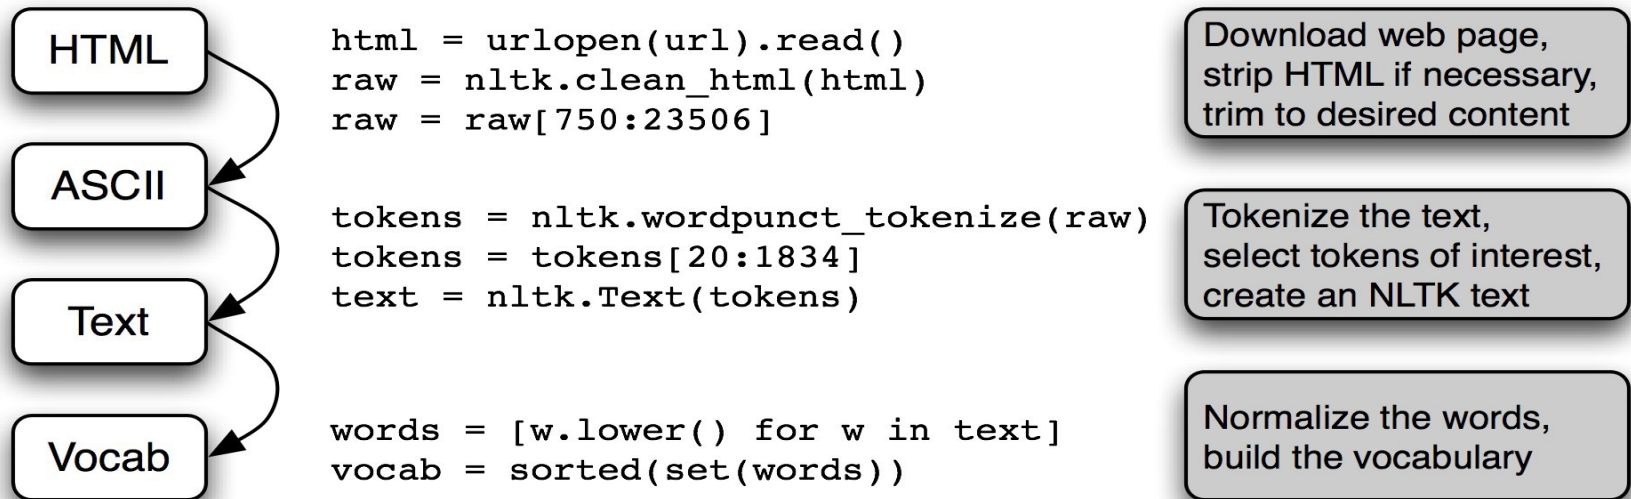 HTML
html = urlopen(url).read()
raw = nltk.clean_html(html)
raw = raw[750:23506]
Download web page,
strip HTML if necessary,
trim to desired content
ASCII
tokens = nltk.wordpunct_tokenize(raw)
tokens = tokens[20:1834]
text = nltk.Text(tokens)
Tokenize the text,
select tokens of interest,
create an NLTK text
Text
Vocab
words = [w.lower() for w in text]
vocab = sorted(set(words))
Normalize the words,
build the vocabulary